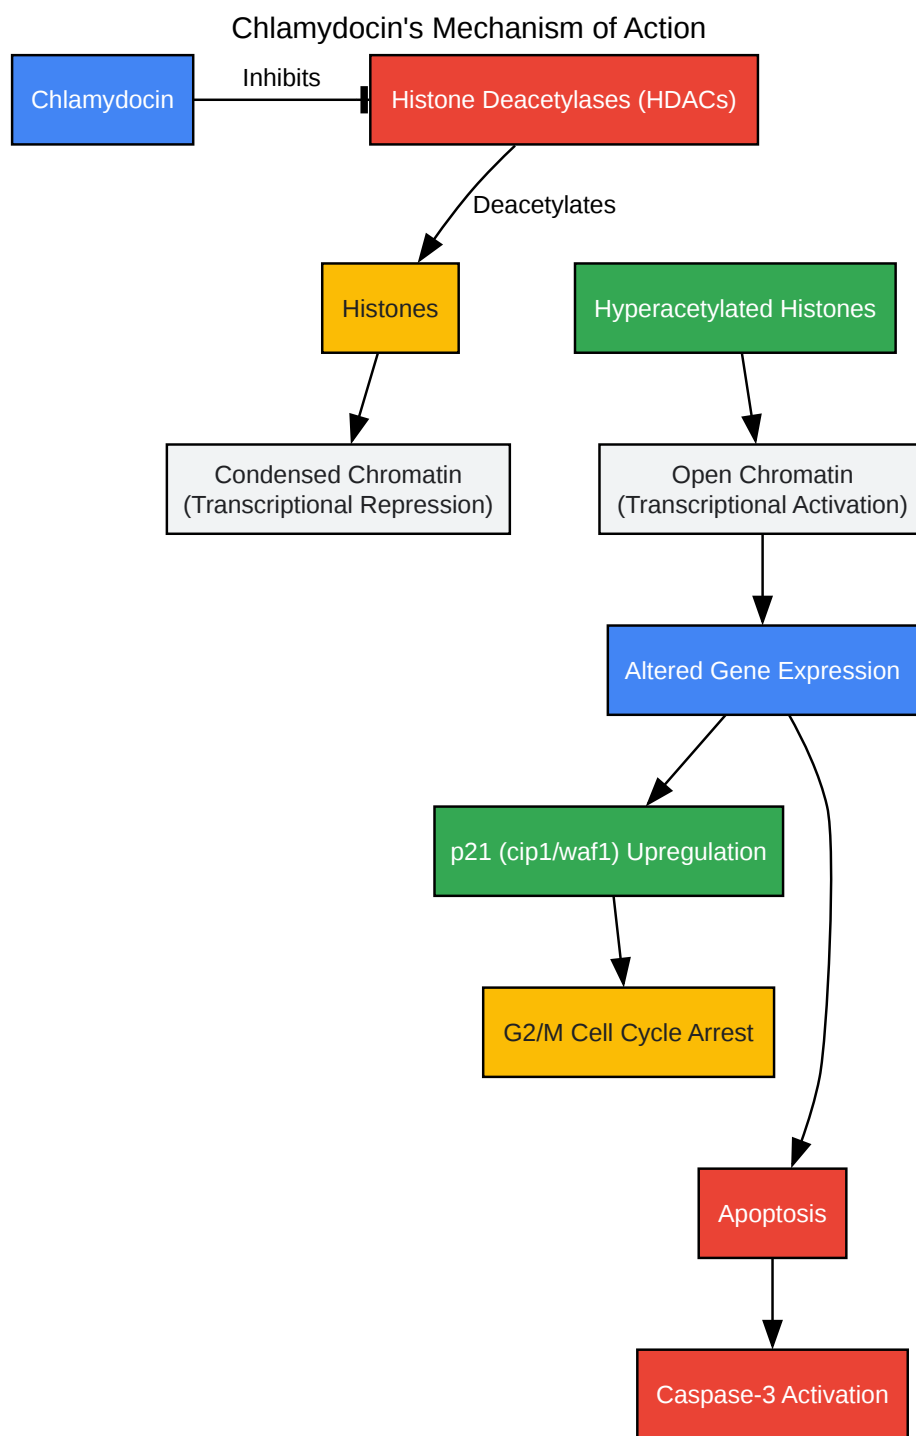 Chlamydocin's Mechanism of Action
Chlamydocin
Inhibits
Histone Deacetylases (HDACs)
Deacetylates
Histones
Hyperacetylated Histones
Condensed Chromatin
(Transcriptional Repression)
Open Chromatin
(Transcriptional Activation)
Altered Gene Expression
p21 (cip1/waf1) Upregulation
G2/M Cell Cycle Arrest
Apoptosis
Caspase-3 Activation